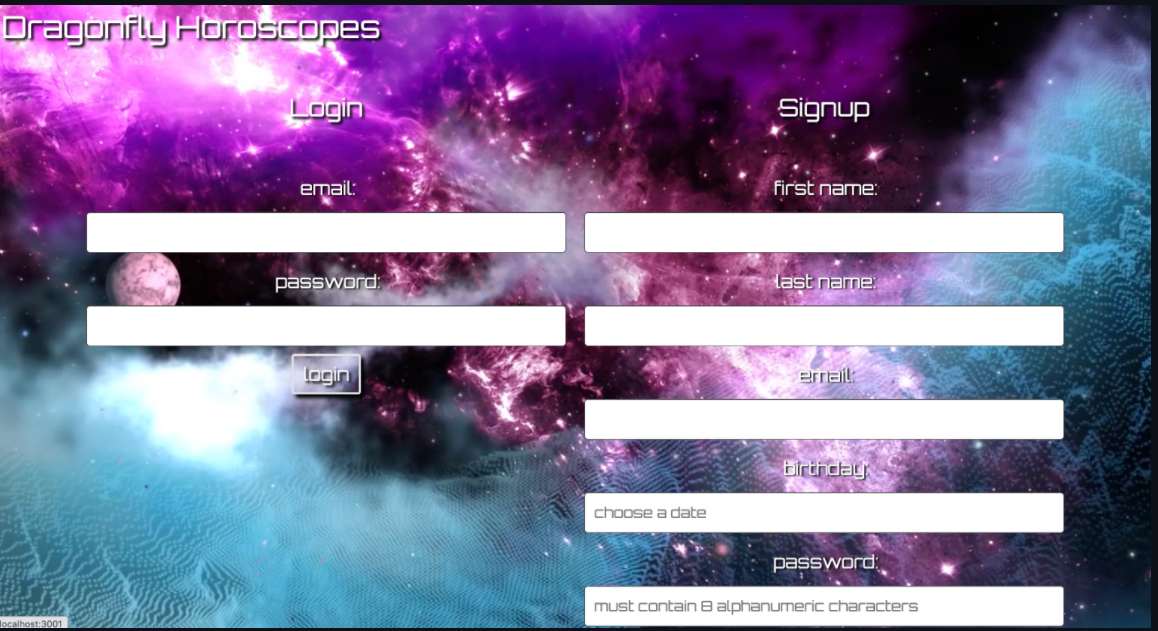 Dragonfly Horoscopes
Login
email:
password:
login
Signup
first name:
last name:
email:
birthday:
choose a date
password:
must contain 8 alphanumeric characters
localhost:3001